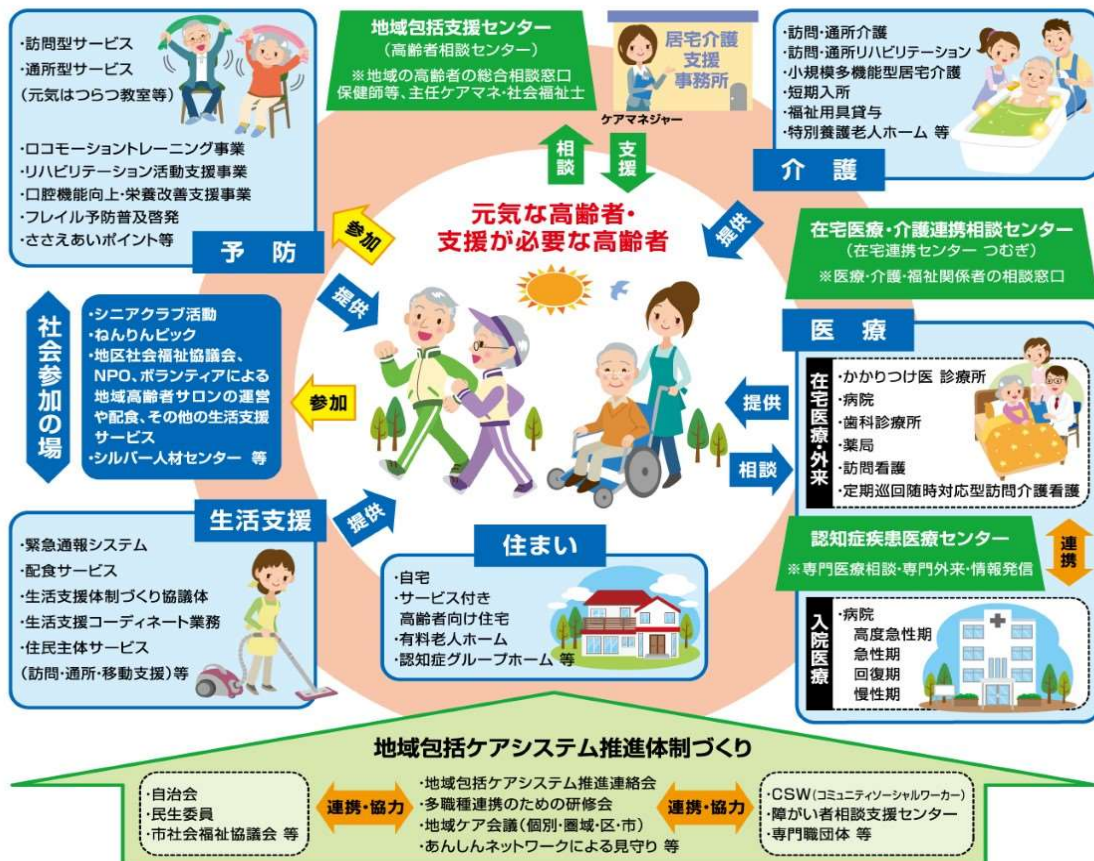 ・訪問型サービス
・通所型サービス
(元気はつらつ教室等)
・ロコモーショントレーニング事業
・リハビリテーション活動支援事業
・口腔機能向上・栄養改善支援事業
・フレイル予防普及啓発
・ささえあいポイント等
予防
地域包括支援センター
(高齢者相談センター)
※地域の高齢者の総合相談窓口
保健師等、主任ケアマネ・社会福祉士
居宅介護
支援
事務所
ケアマネジャー
・訪問・通所介護
・訪問・通所リハビリテーション
・小規模多機能型居宅介護
・短期入所
・福祉用具貸与
・特別養護老人ホーム 等
介護
相談
支援
元気な高齢者・
支援が必要な高齢者
参加
提供
提供
在宅医療・介護連携相談センター
(在宅連携センター つむぎ)
※医療・介護・福祉関係者の相談窓口
社会参加の場
・シニアクラブ活動
・ねんりんピック
・地区社会福祉協議会、
NPO、ボランティアによる
地域高齢者サロンの運営
や配食、その他の生活支援
サービス
・シルバー人材センター 等
参加
提供
相談
医療
在宅医療・外来
・かかりつけ医 診療所
・病院
・歯科診療所
・薬局
・訪問看護
・定期巡回随時対応型訪問介護看護
認知症疾患医療センター
※専門医療相談・専門外来・情報発信
連携
入院医療
・病院
高度急性期
急性期
回復期
慢性期
生活支援
提供
・緊急通報システム
・配食サービス
・生活支援体制づくり協議体
・生活支援コーディネート業務
・住民主体サービス
(訪問・通所・移動支援)等
住まい
・自宅
・サービス付き
高齢者向け住宅
・有料老人ホーム
・認知症グループホーム 等
地域包括ケアシステム推進体制づくり
・自治会
・民生委員
・市社会福祉協議会 等
連携・協力
・地域包括ケアシステム推進連絡会
・多職種連携のための研修会
・地域ケア会議(個別・圏域・区・市)
・あんしんネットワークによる見守り 等
連携・協力
・CSW(コミュニティソーシャルワーカー)
・障がい者相談支援センター
・専門職団体 等